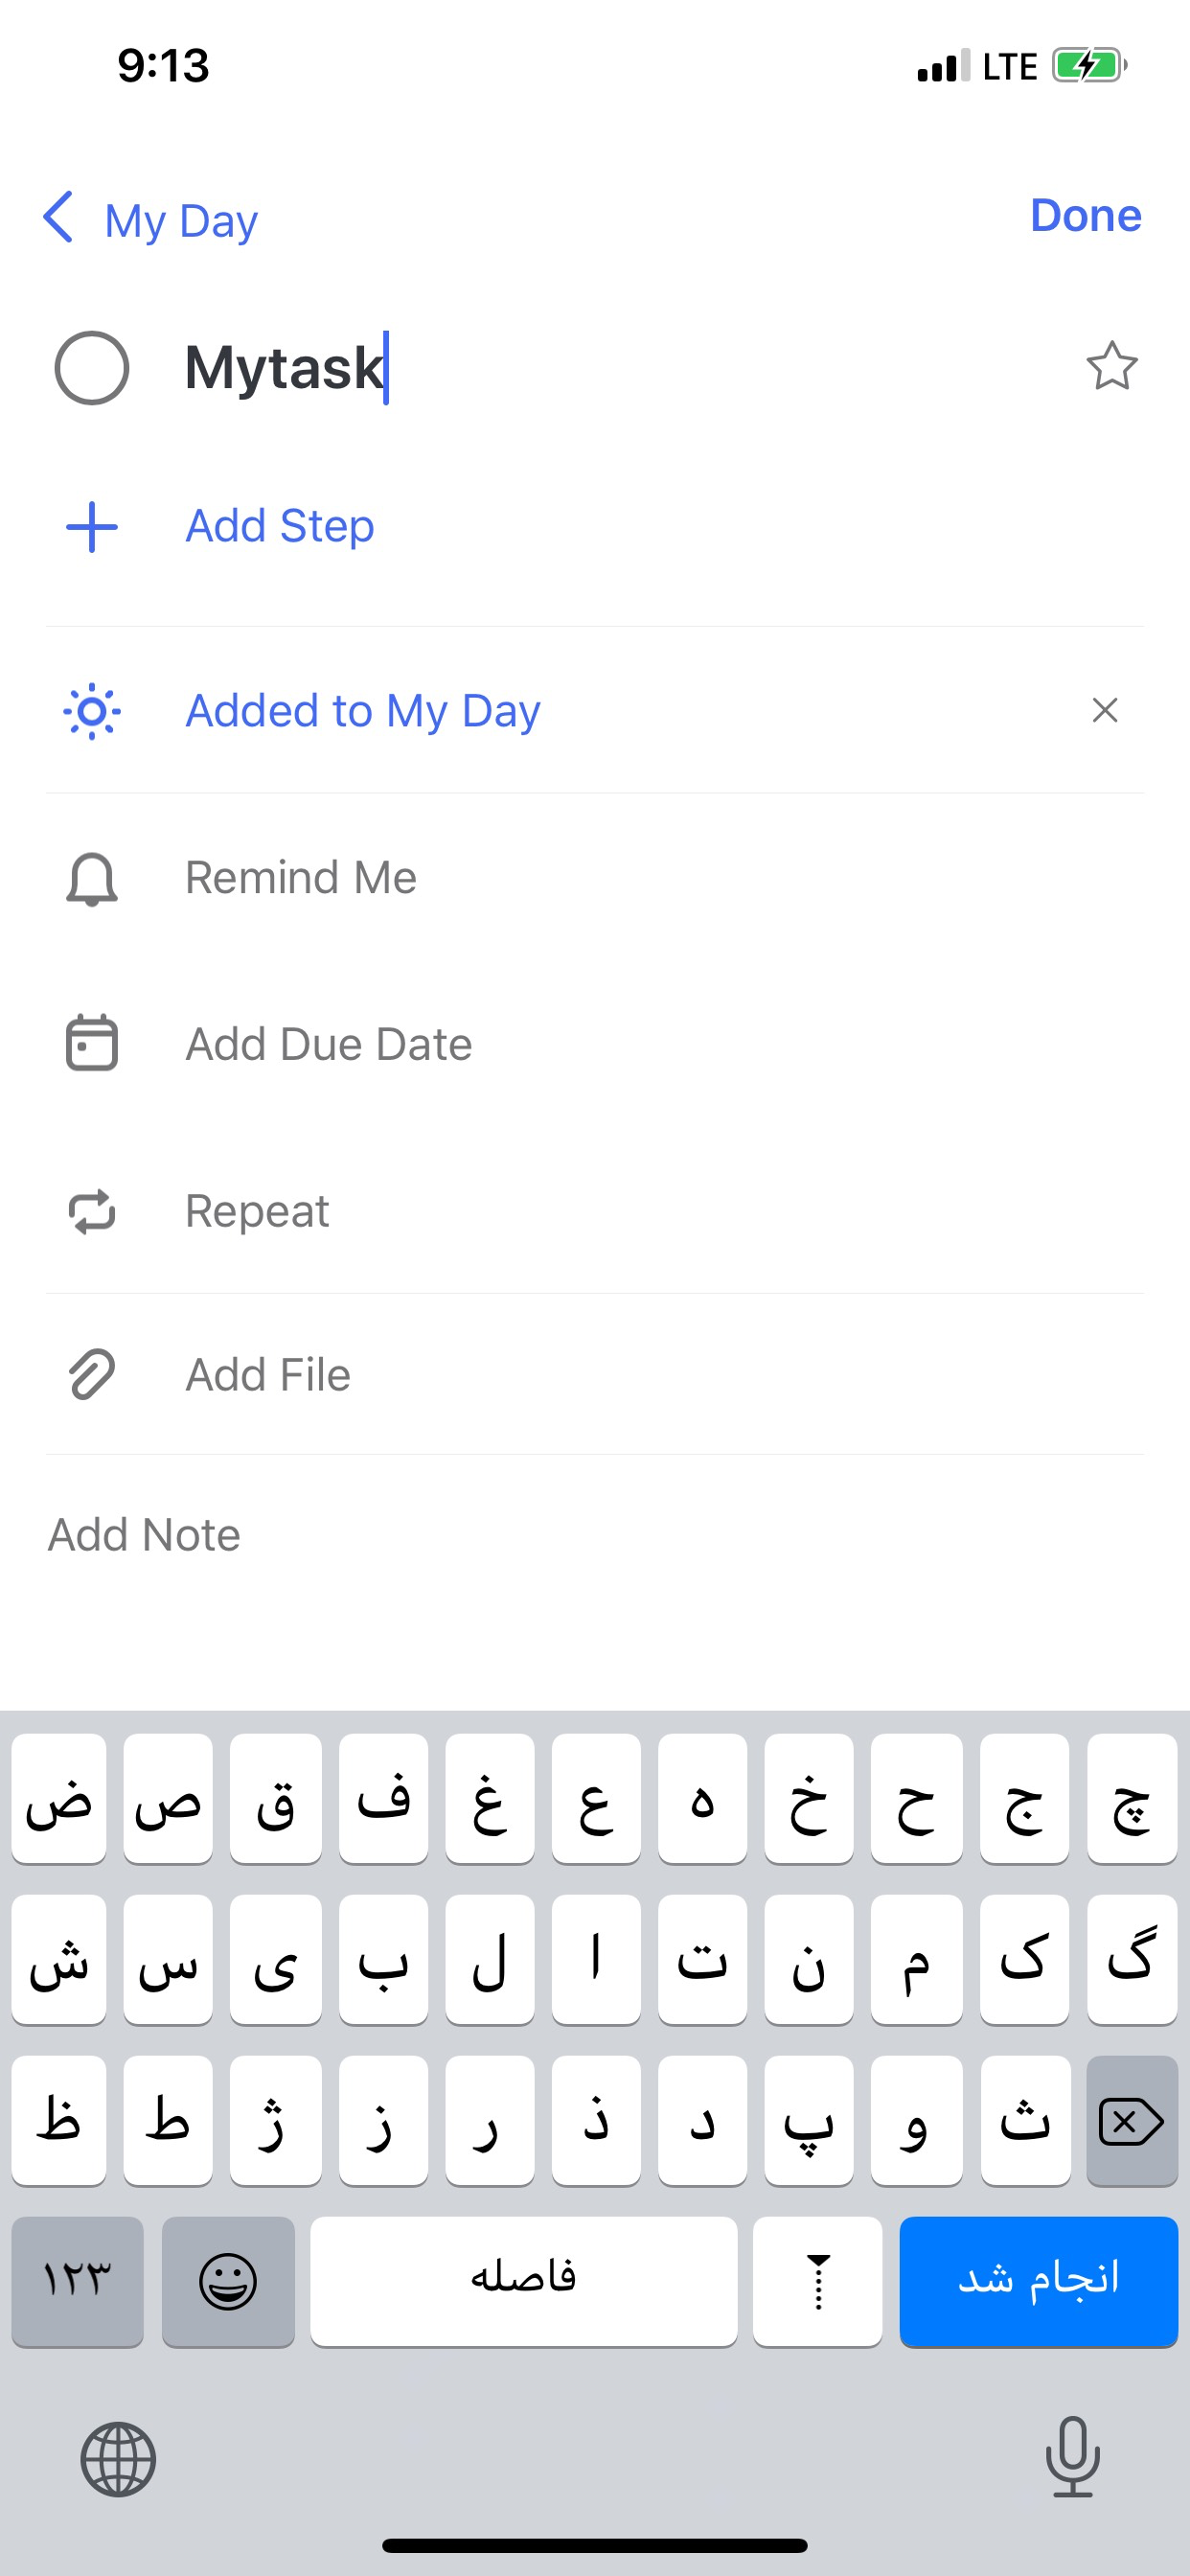 9:13 LTE
My Day Done
Mytask
Add Step
Added to My Day
Remind Me
Add Due Date
Repeat
Add File
Add Note
ض ص ق ف غ ع ه خ ح ج چ
ش س ی ب ل ا ت ن م ک گ
ظ ط ژ ز ر ذ د پ و ث
۱۲۳ فاصله انجام شد